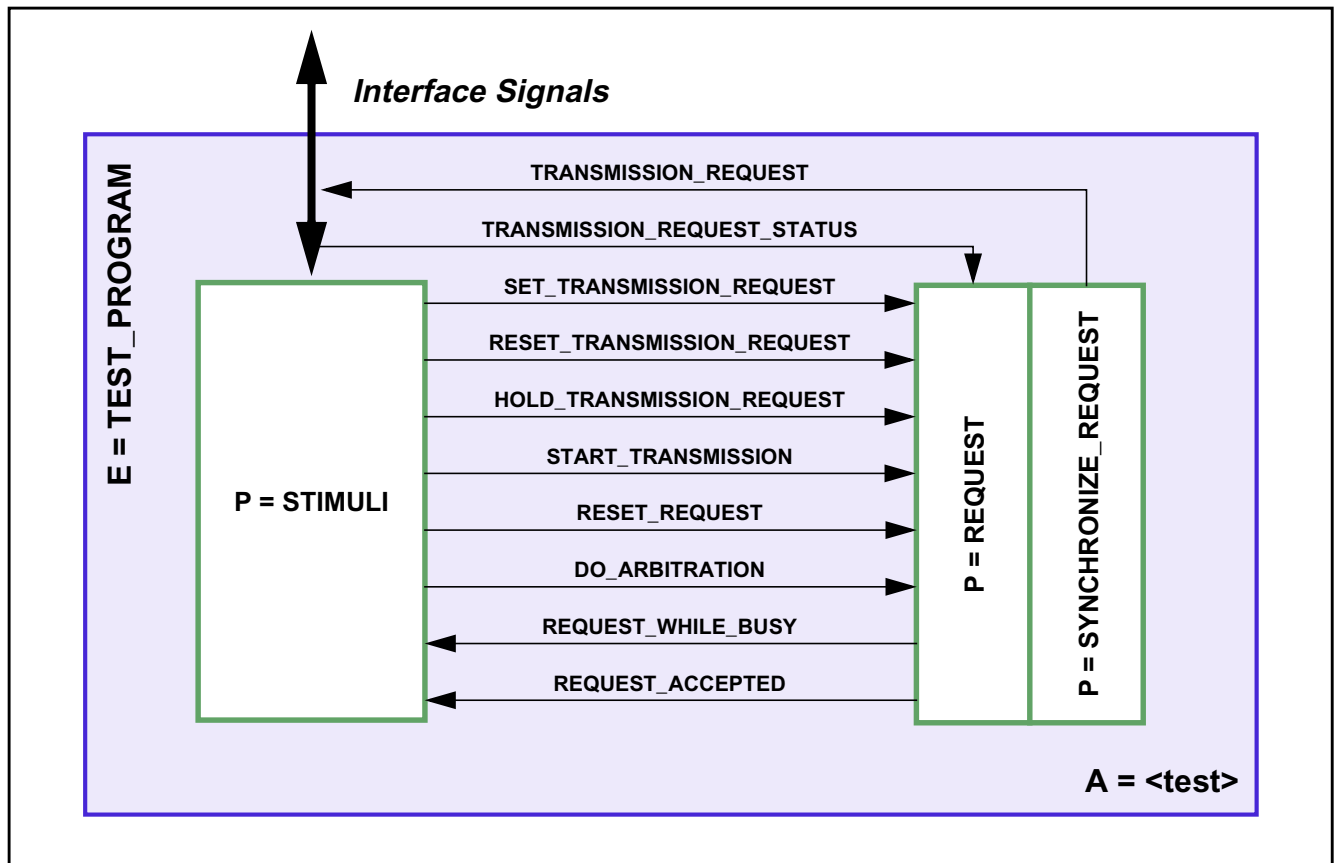 Interface Signals
E = TEST_PROGRAM
TRANSMISSION_REQUEST
TRANSMISSION_REQUEST_STATUS
SET_TRANSMISSION_REQUEST
RESET_TRANSMISSION_REQUEST
HOLD_TRANSMISSION_REQUEST
START_TRANSMISSION
RESET_REQUEST
DO_ARBITRATION
REQUEST_WHILE_BUSY
REQUEST_ACCEPTED
P = STIMULI
P = REQUEST
P = SYNCHRONIZE_REQUEST
A = <test>